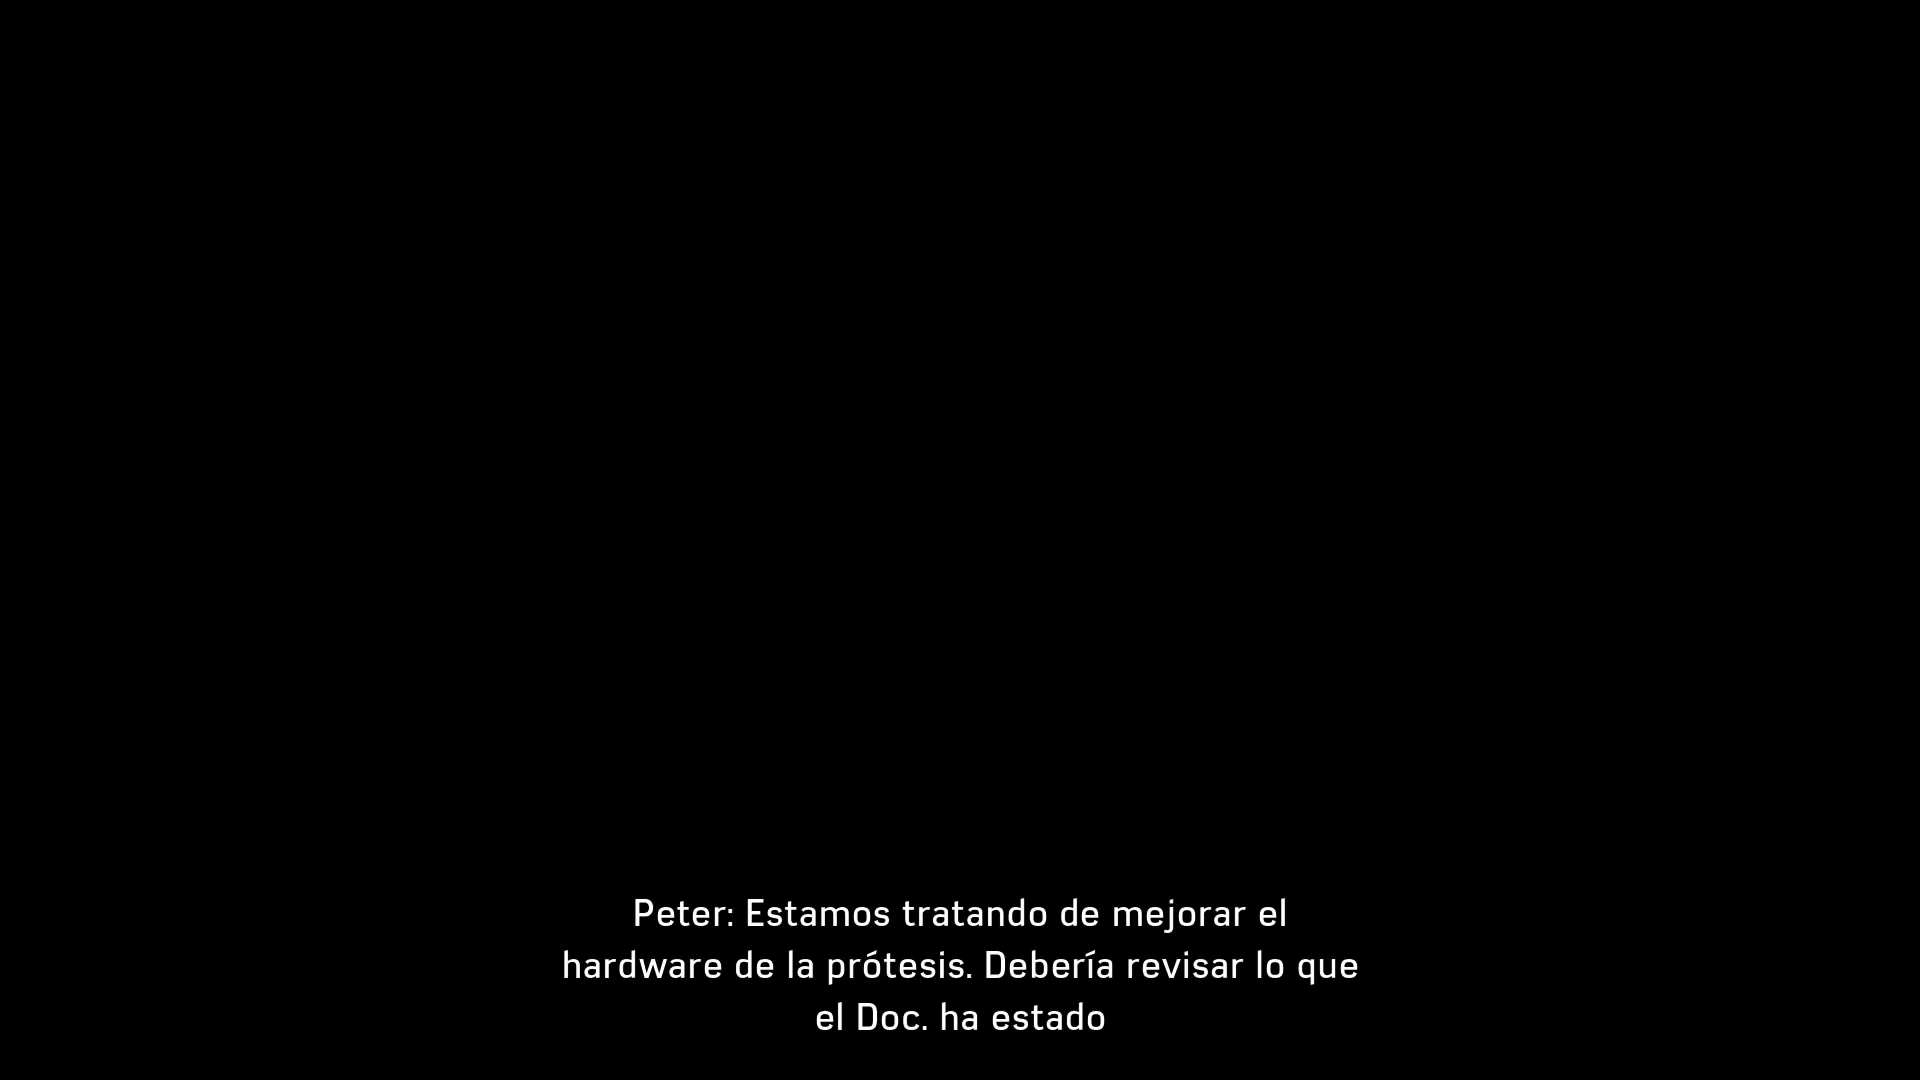 Peter: Estamos tratando de mejorar el
hardware de la prótesis. Debería revisar lo que
el Doc. ha estado